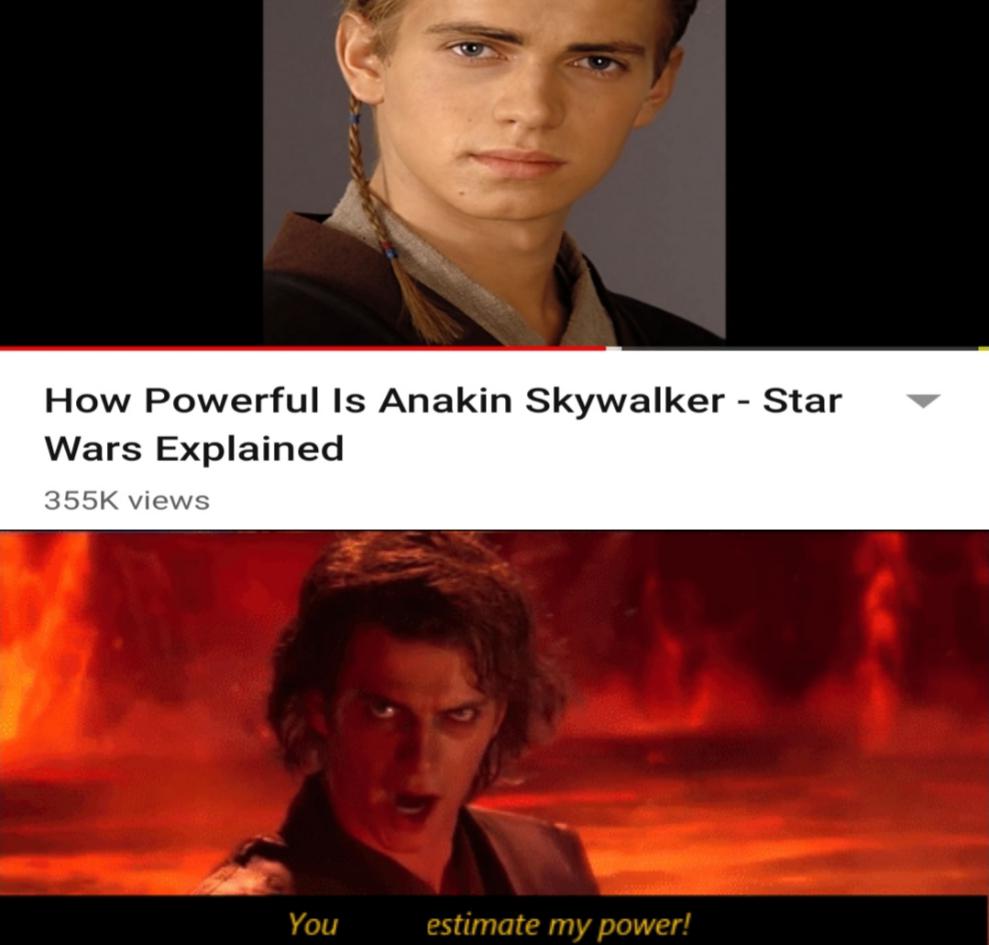 How Powerful Is Anakin Skywalker - Star
Wars Explained
355K views
You estimate my power!